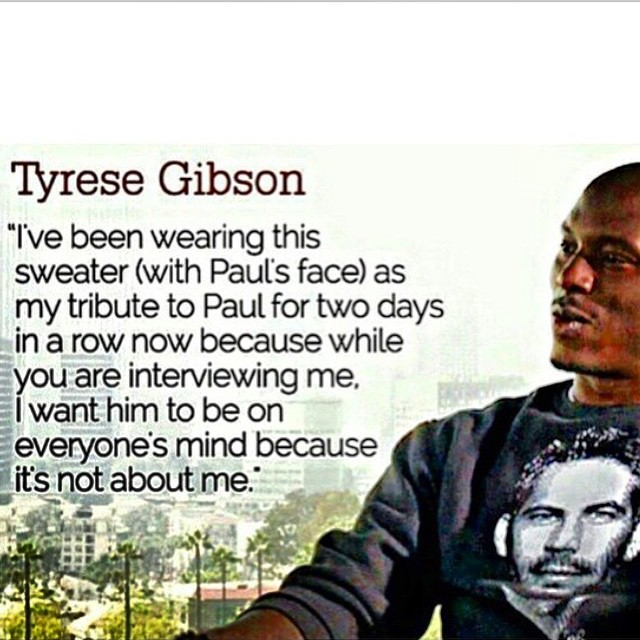 Tyrese Gibson
"I've been wearing this
sweater (with Paul's face) as
my tribute to Paul for two days
in a row now because while
you are interviewing me,
I want him to be on
everyone's mind because
it's not about me."